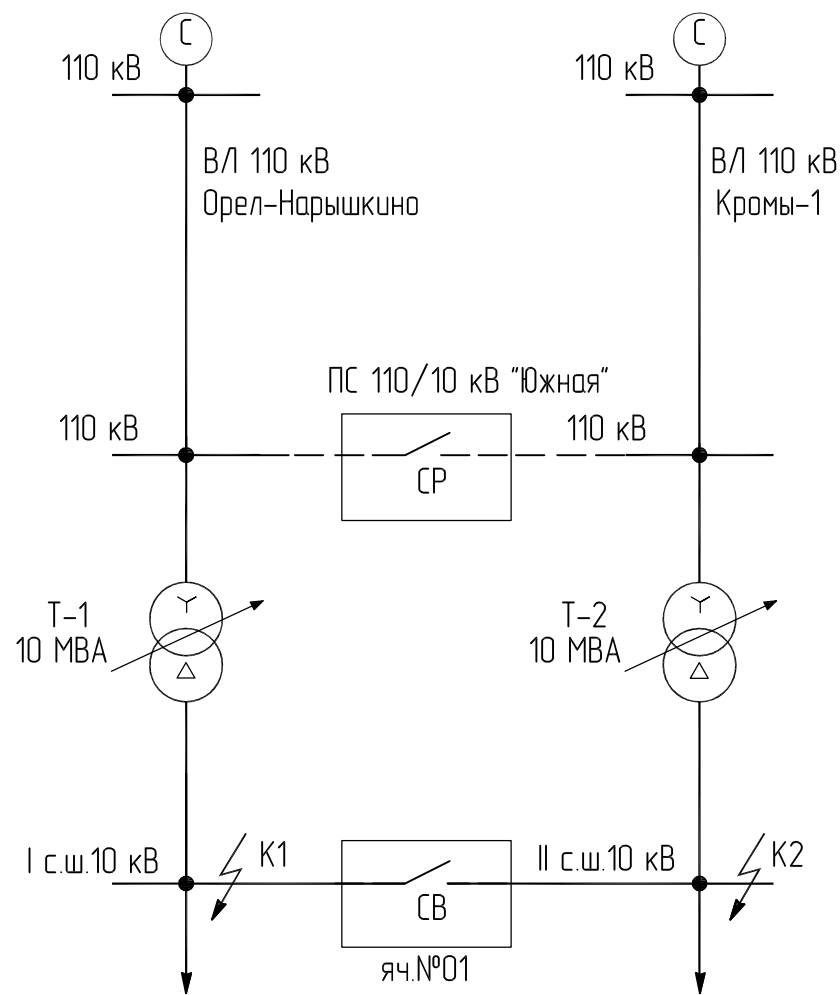 С С
110 кВ 110 кВ
ВЛ 110 кВ ВЛ 110 кВ
Орел-Нарышкино Кромы-1
ПС 110/10 кВ "Южная"
110 кВ 110 кВ
СР
Т-1 Т-2
10 МВА 10 МВА
I с.ш.10 кВ К1 II с.ш.10 кВ К2
СВ
яч.№01